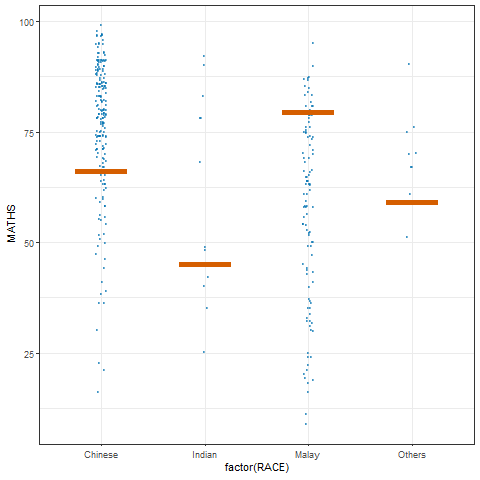 100
75
50
25
MATHS
Chinese
Indian
Malay
Others
factor(RACE)